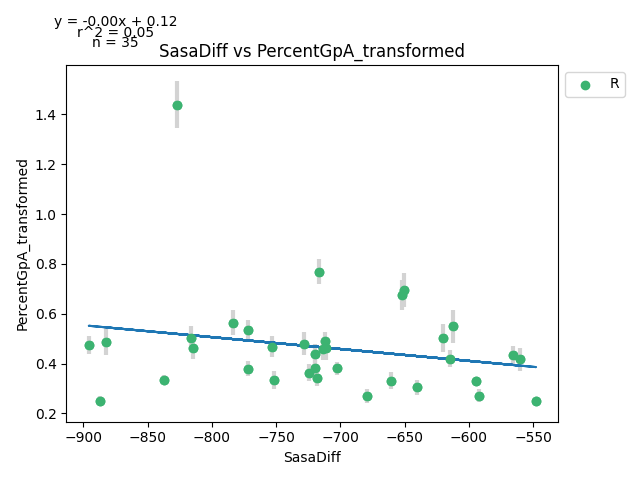 y = -0.00x + 0.12
r^2 = 0.05
n = 35
SasaDiff vs PercentGpA_transformed
R
PercentGpA_transformed
1.4
1.2
1.0
0.8
0.6
0.4
0.2
−900 −850 −800 −750 −700 −650 −600 −550
SasaDiff